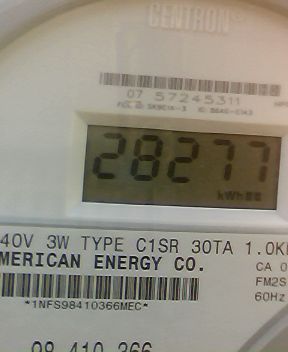 CENTRON
07 57245311
28277
kWh
40V 3W TYPE C1SR 30TA 1.0K
MERICAN ENERGY CO.
CA 0
FM2S
*1NFS98410366MEC*
60Hz
98 410 366